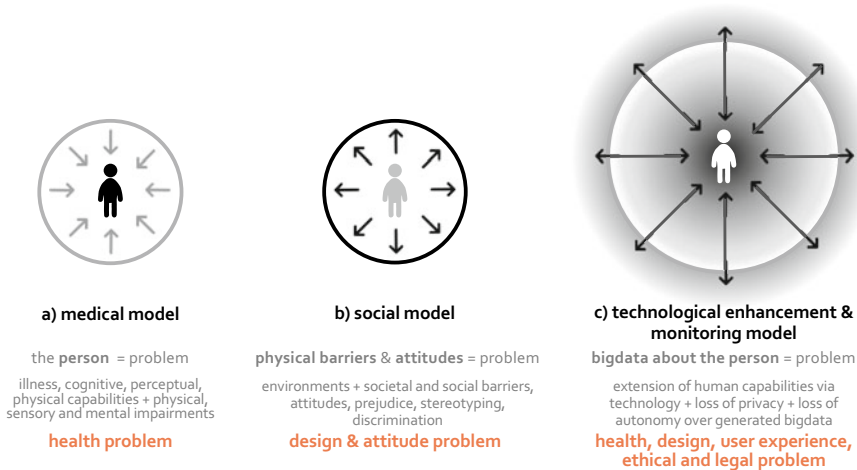 a) medical model
the person = problem
illness, cognitive, perceptual,
physical capabilities + physical,
sensory and mental impairments
health problem
b) social model
physical barriers & attitudes = problem
environments + societal and social barriers,
attitudes, prejudice, stereotyping,
discrimination
design & attitude problem
c) technological enhancement &
monitoring model
bigdata about the person = problem
extension of human capabilities via
technology + loss of privacy + loss of
autonomy over generated bigdata
health, design, user experience,
ethical and legal problem